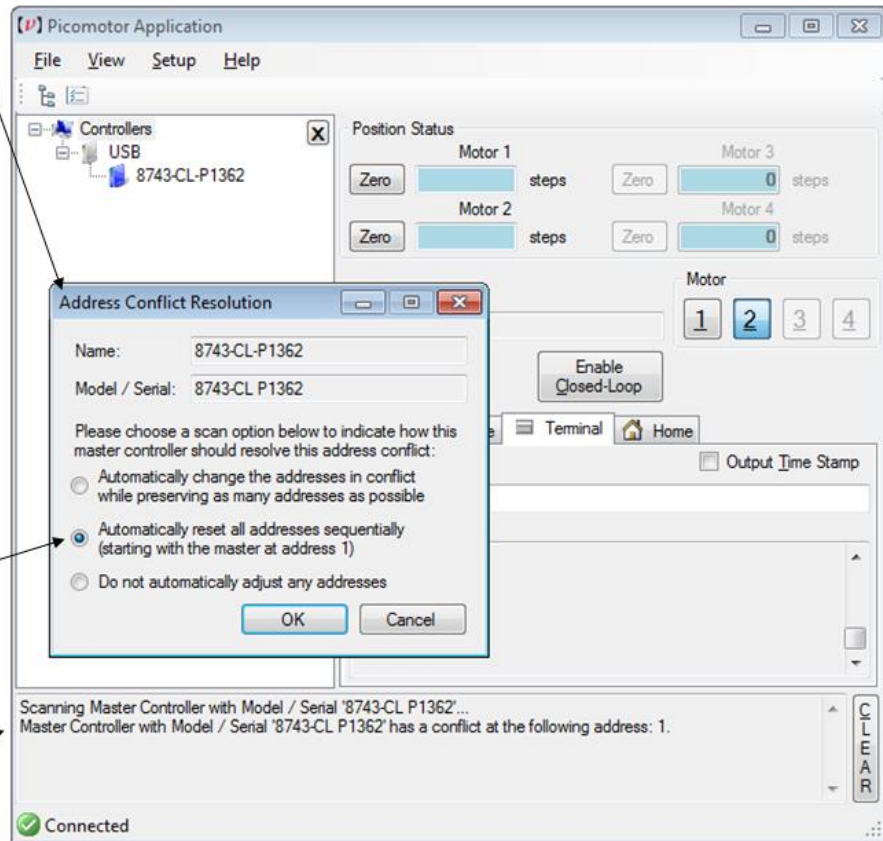 [ν] Picomotor Application
File View Setup Help
Controllers
X
USB
8743-CL-P1362
Position Status
Motor 1
Motor 3
Zero
steps
Zero
0
steps
Motor 2
Motor 4
Zero
steps
Zero
0
steps
Motor
1 2 3 4
Enable
Closed-Loop
e
Terminal
Home
Output Time Stamp
Address Conflict Resolution
Name: 8743-CL-P1362
Model / Serial: 8743-CL P1362
Please choose a scan option below to indicate how this
master controller should resolve this address conflict:
Automatically change the addresses in conflict
while preserving as many addresses as possible
Automatically reset all addresses sequentially
(starting with the master at address 1)
Do not automatically adjust any addresses
OK
Cancel
Scanning Master Controller with Model / Serial '8743-CL P1362'...
Master Controller with Model / Serial '8743-CL P1362' has a conflict at the following address: 1.
CLEAR
Connected